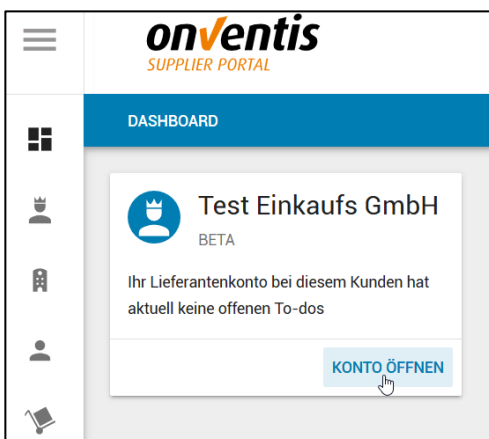 onventis
SUPPLIER PORTAL
DASHBOARD
Test Einkaufs GmbH
BETA
Ihr Lieferantenkonto bei diesem Kunden hat
aktuell keine offenen To-dos
KONTO ÖFFNEN